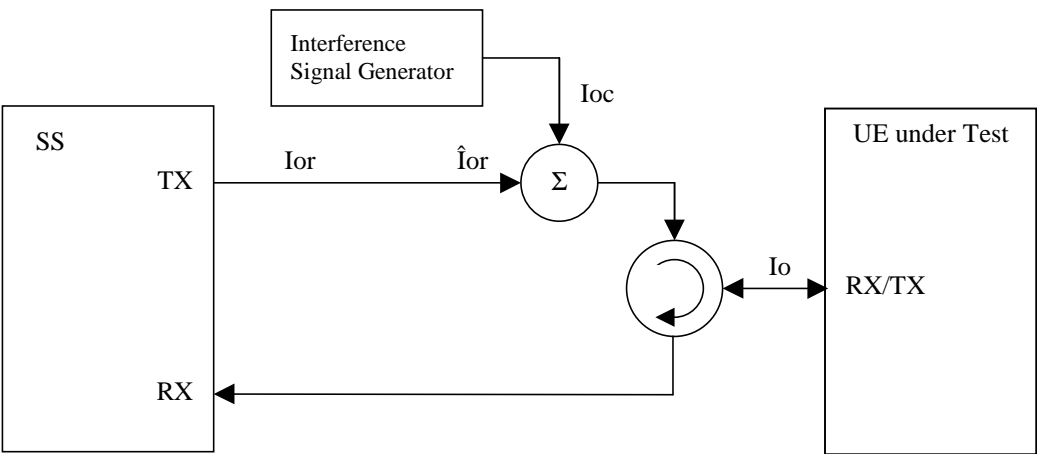 Interference
Signal Generator
Ioc
SS
UE under Test
TX
Ior
Îor
Σ
Io
RX/TX
RX